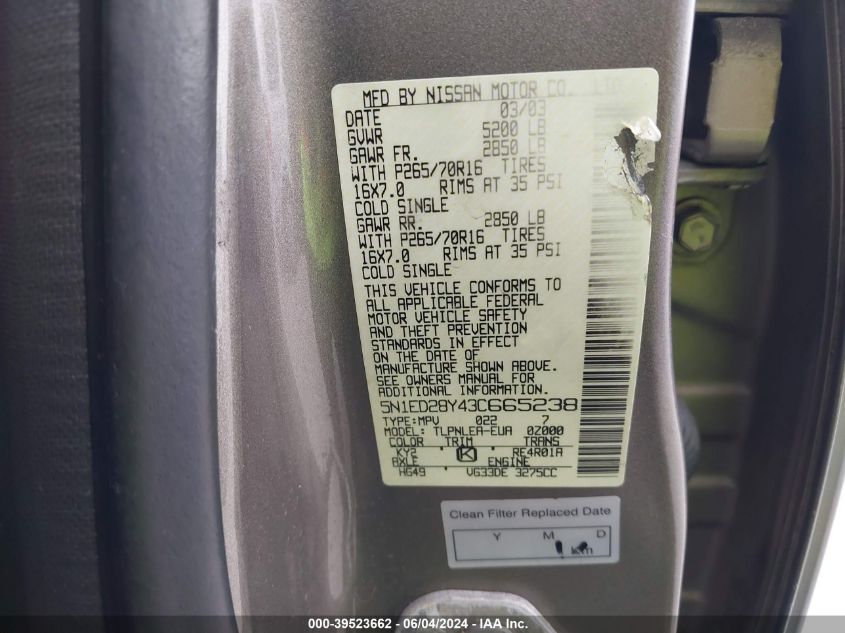 MFD BY NISSAN MOTOR CO., LTD
DATE 03/03
GVWR 5200 LB
GAWR FR. 2850 LB
WITH P265/70R16 TIRES
16X7.0 RIMS AT 35 PSI
COLD SINGLE
GAWR RR. 2850 LB
WITH P265/70R16 TIRES
16X7.0 RIMS AT 35 PSI
COLD SINGLE
THIS VEHICLE CONFORMS TO
ALL APPLICABLE FEDERAL
MOTOR VEHICLE SAFETY
AND THEFT PREVENTION
STANDARDS IN EFFECT
ON THE DATE OF
MANUFACTURE SHOWN ABOVE.
SEE OWNERS MANUAL FOR
ADDITIONAL INFORMATION.
5N1ED28Y43C665238
TYPE:MPV 022 7
MODEL: TLPNLEA-EUA 0Z000
COLOR TRIM TRANS
KY2 K RE4R01A
AXLE ENGINE
HG49 VG33DE 3275CC
Clean Filter Replaced Date
Y M D
km
000-39523662 - 06/04/2024 - IAAI.com